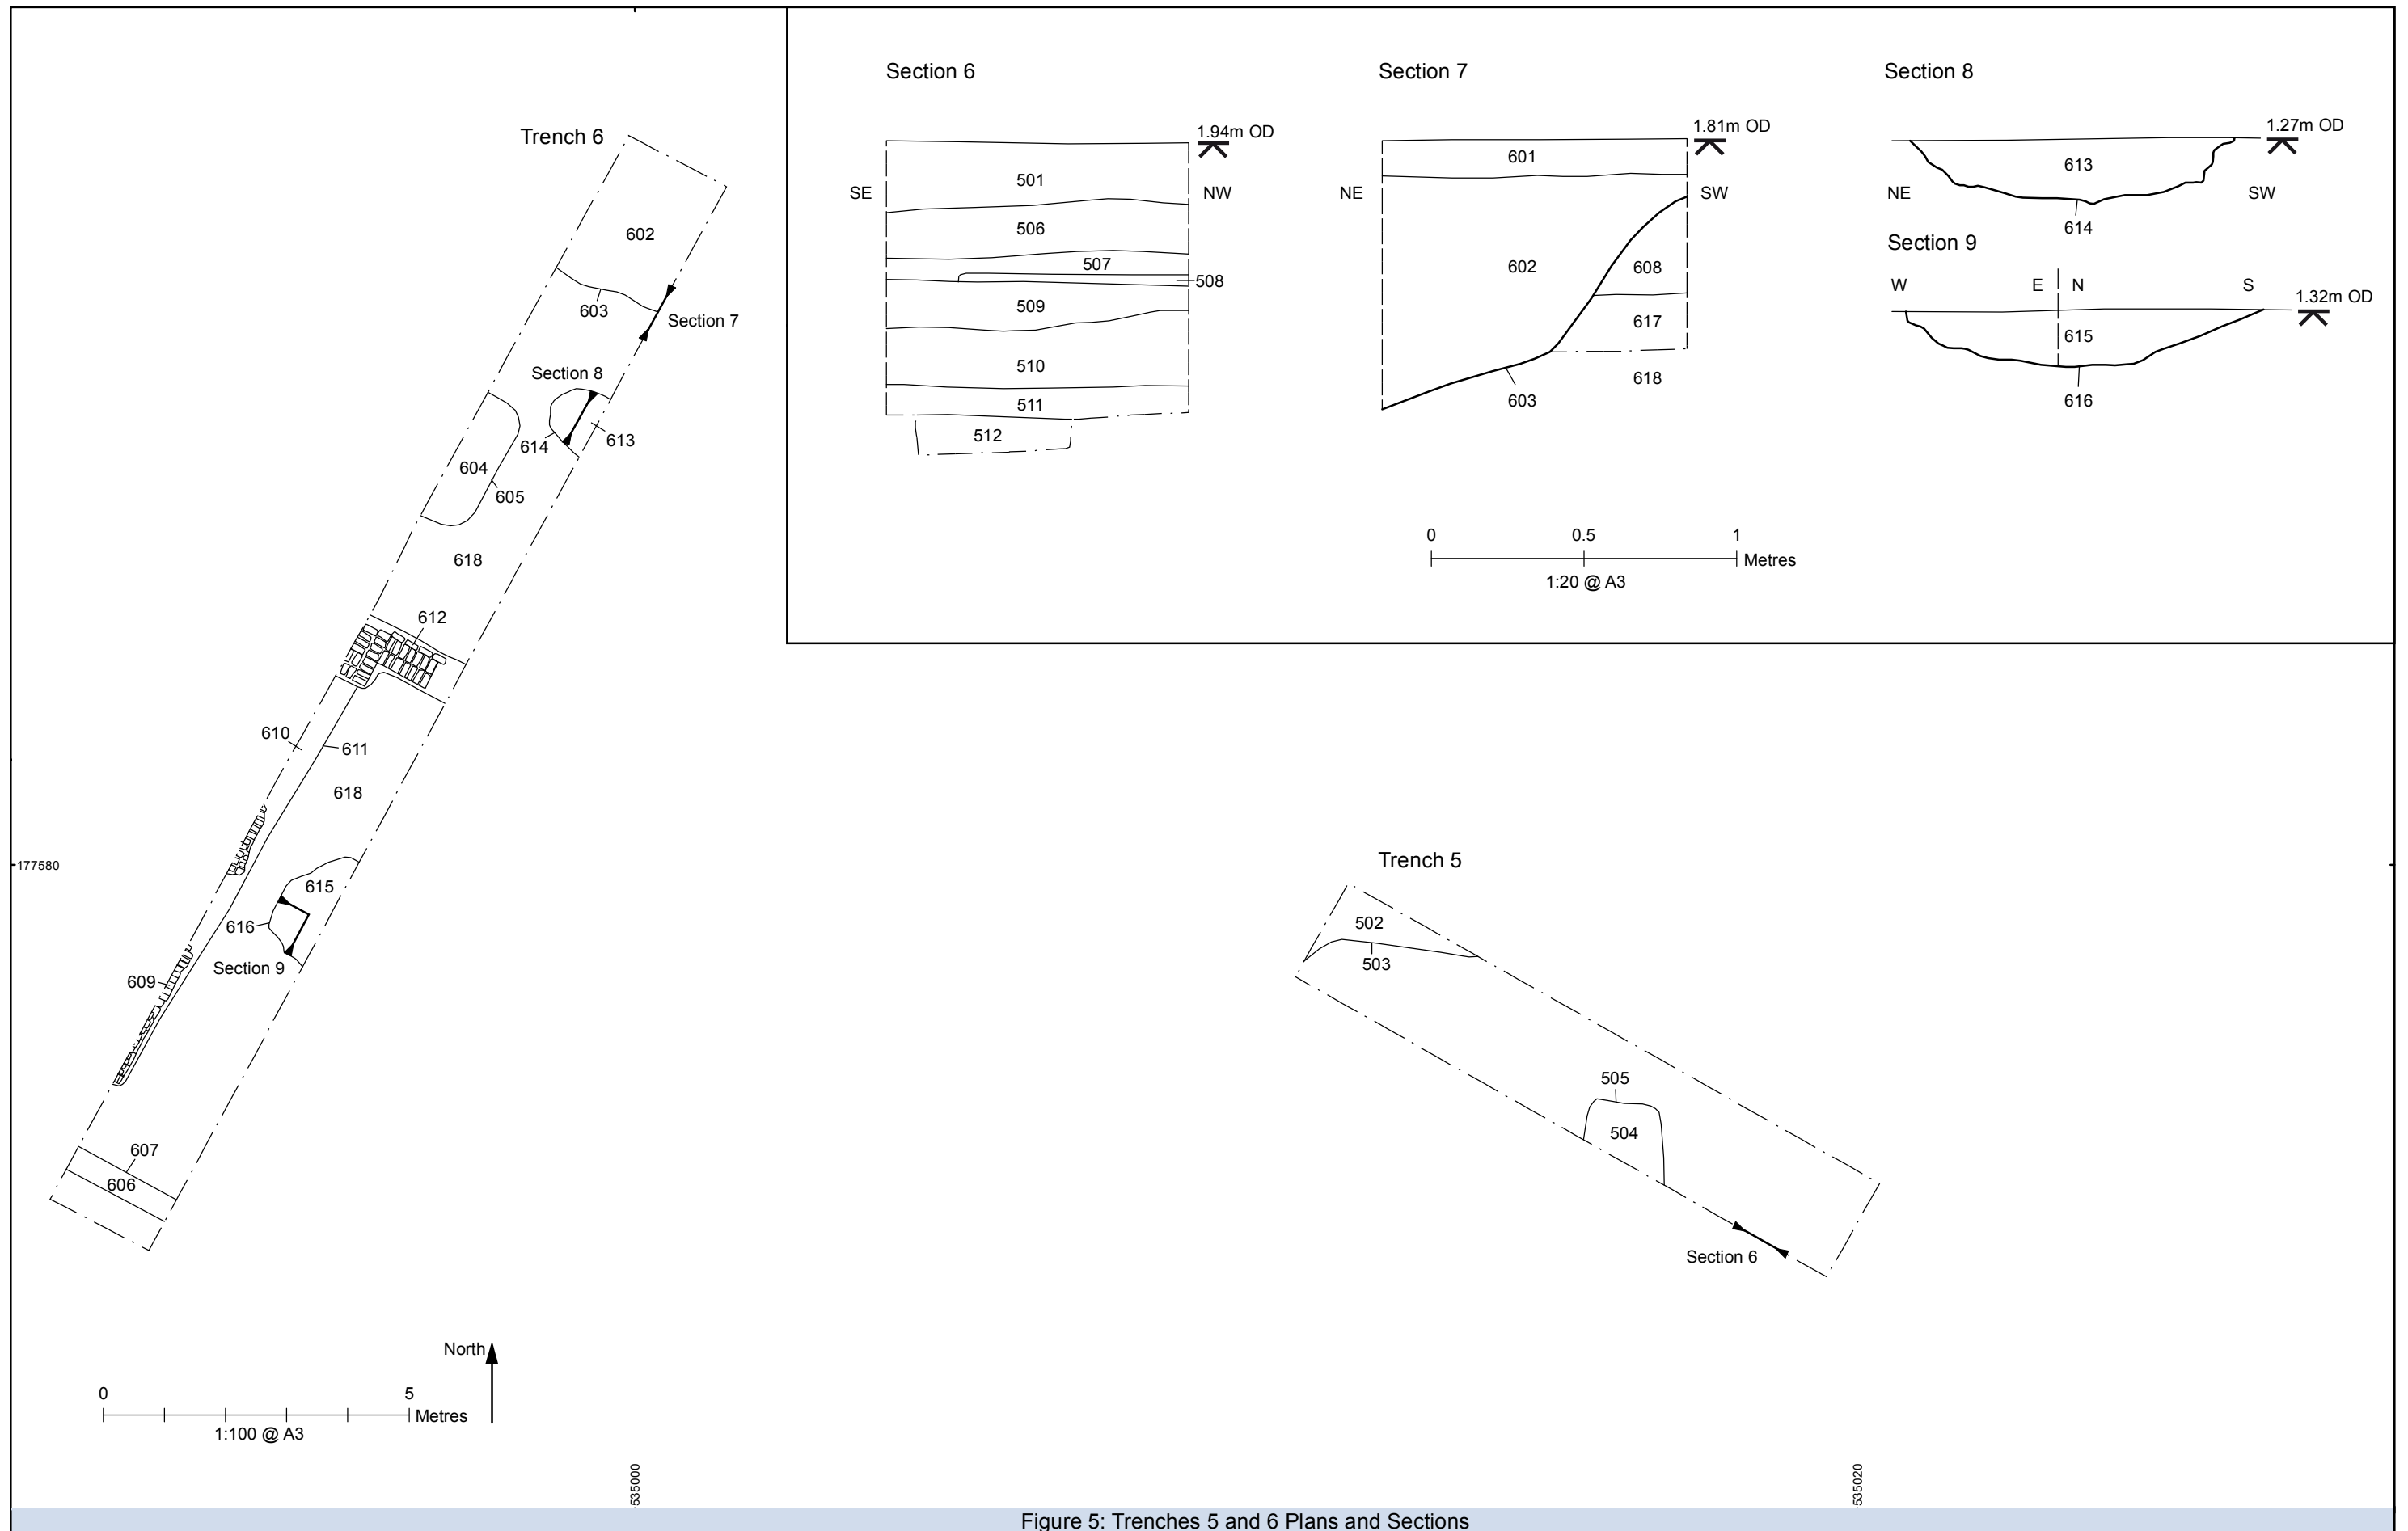 Section 6
Section 7
Section 8
1.94m OD
1.81m OD
1.27m OD
SE
NW
501
506
507
508
509
510
511
512
NE
SW
601
602
608
617
618
603
NE
SW
613
614
Section 9
W
E
N
S
1.32m OD
615
616
0
0.5
1
Metres
1:20 @ A3
Trench 6
602
603
Section 7
Section 8
614
613
604
605
618
612
610
611
618
177580
615
616
Section 9
609
607
606
Trench 5
502
503
505
504
Section 6
North
0
5
Metres
1:100 @ A3
535000
535020
Figure 5: Trenches 5 and 6 Plans and Sections